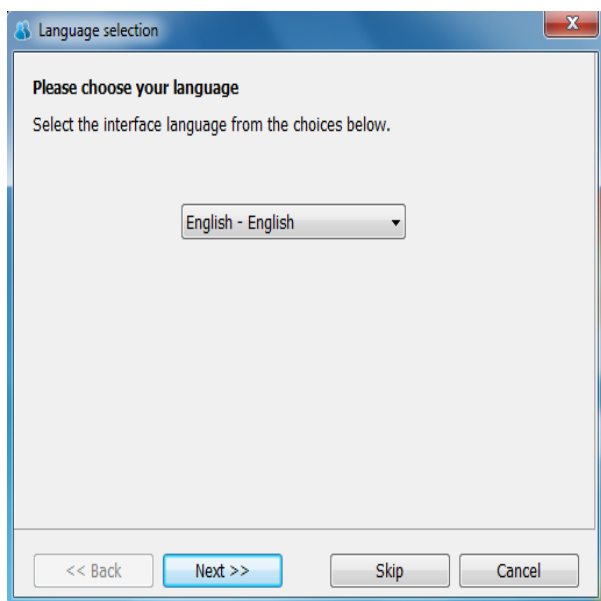 Language selection
Please choose your language
Select the interface language from the choices below.
English - English
<< Back Next >> Skip Cancel